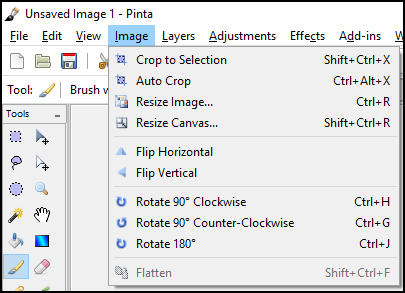 Unsaved Image 1 - Pinta
File Edit View Image Layers Adjustments Effects Add-ins W
Tool: Brush w
Tools
Crop to Selection Shift+Ctrl+X
Auto Crop Ctrl+Alt+X
Resize Image... Ctrl+R
Resize Canvas... Shift+Ctrl+R
Flip Horizontal
Flip Vertical
Rotate 90° Clockwise Ctrl+H
Rotate 90° Counter-Clockwise Ctrl+G
Rotate 180° Ctrl+J
Flatten Shift+Ctrl+F